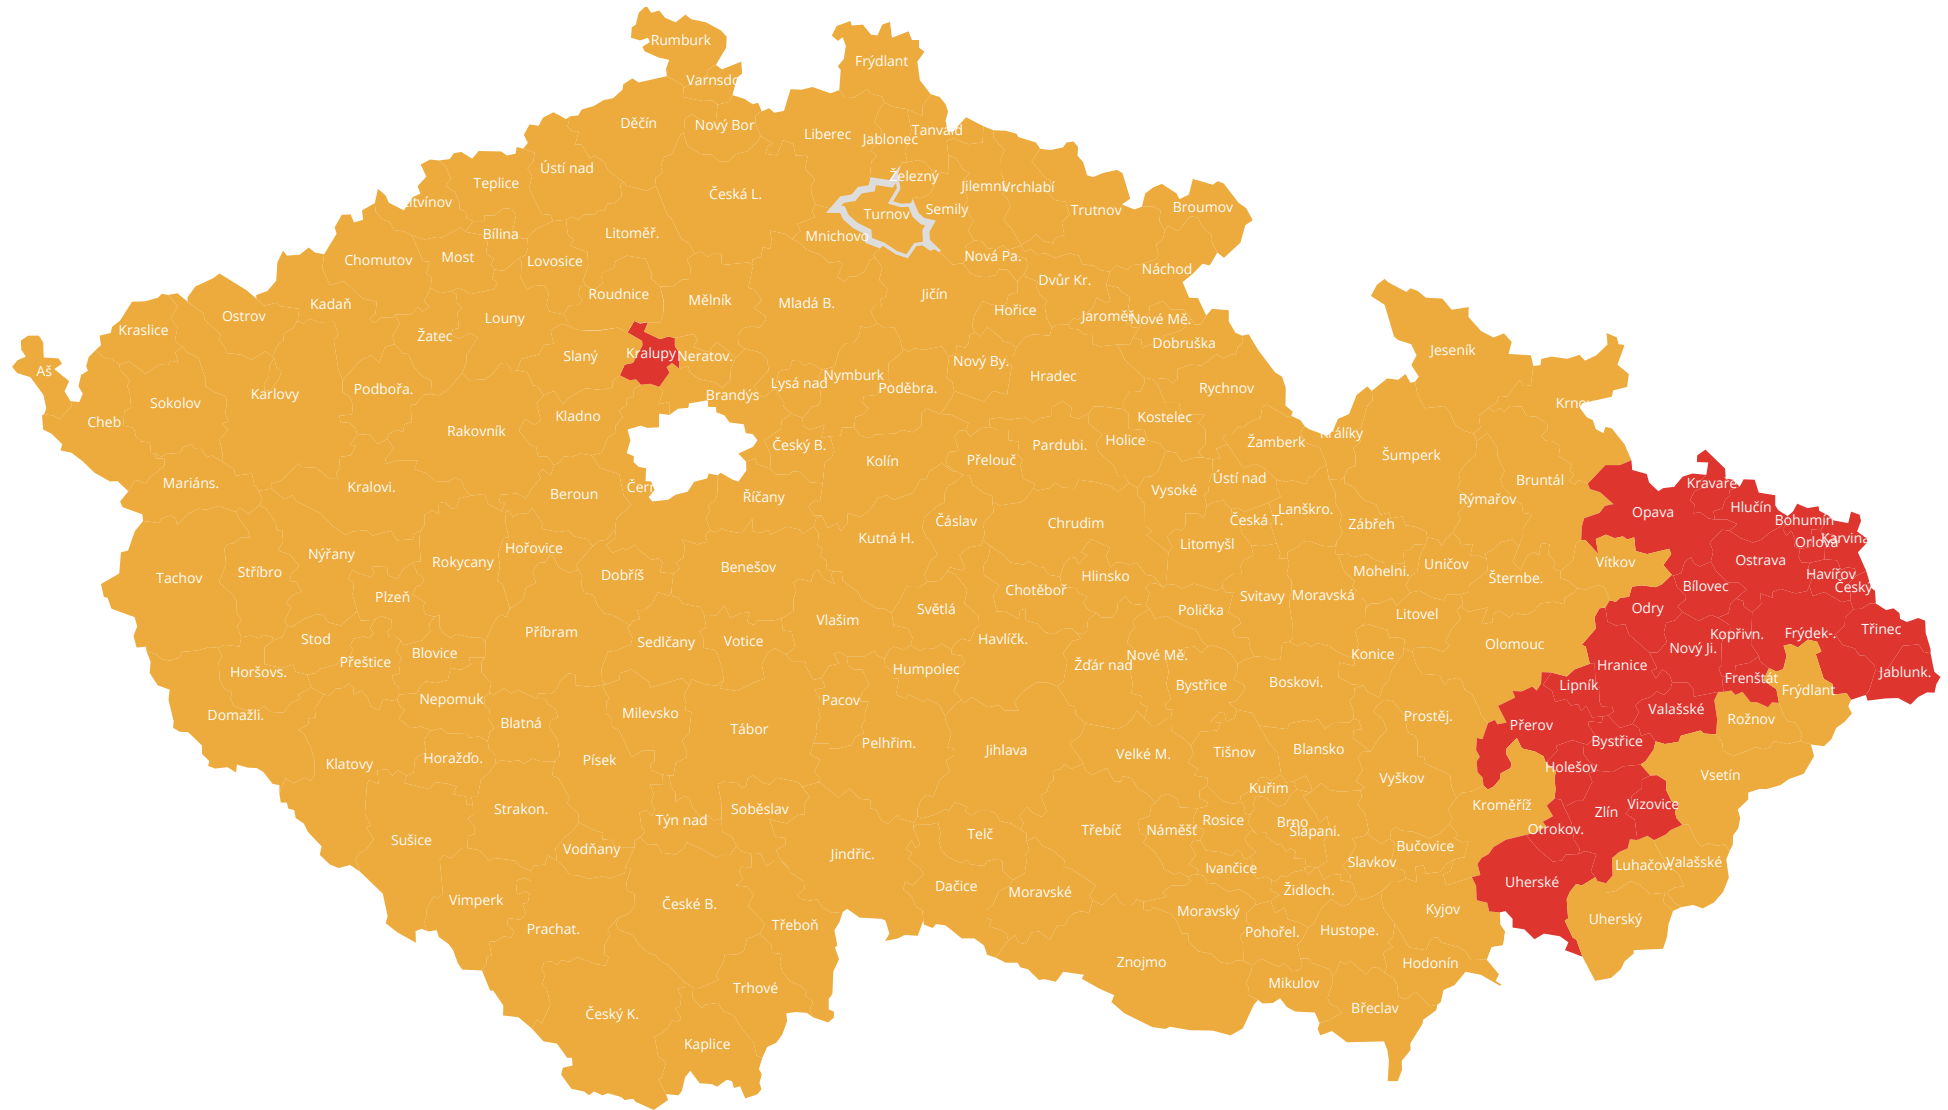 Rumburk
Frýdlant
Varnsdo
Děčín
Nový Bor
Liberec
Jablonec
Tanvald
Ústí nad
Teplice
Česká L.
Železný
Jilemni
Vrchlabí
Litvínov
Turnov
Semily
Trutnov
Broumov
Bílina
Litoměř.
Mnichovo
Chomutov
Most
Lovosice
Nová Pa.
Náchod
Dvůr Kr.
Roudnice
Mělník
Mladá B.
Jičín
Kadaň
Ostrov
Louny
Hořice
Jaroměř
Nové Mě.
Kraslice
Žatec
Dobruška
Slaný
Kralupy
Neratov.
Jeseník
Aš
Nový By.
Hradec
Nymburk
Lysá nad
Poděbra.
Rychnov
Podbořa.
Karlovy
Brandýs
Sokolov
Krno
Kladno
Kostelec
Cheb
Rakovník
Králíky
Holice
Žamberk
Český B.
Pardubi.
Šumperk
Kolín
Přelouč
Ústí nad
Bruntál
Mariáns.
Kralovi.
Čern
Kravaře
Beroun
Říčany
Vysoké
Rýmařov
Hlučín
Lanškro.
Opava
Čáslav
Chrudim
Česká T.
Zábřeh
Bohumín
Kutná H.
Karviná
Orlová
Litomyšl
Hořovice
Nýřany
Ostrava
Rokycany
Vítkov
Uničov
Benešov
Stříbro
Mohelni.
Havířov
Dobříš
Hlinsko
Tachov
Šternbe.
Bílovec
Český
Chotěboř
Plzeň
Svitavy
Moravská
Světlá
Polička
Odry
Litovel
Vlašim
Třinec
Příbram
Frýdek-.
Kopřivn.
Stod
Havlíčk.
Sedlčany
Votice
Olomouc
Nový Ji.
Blovice
Konice
Nové Mě.
Přeštice
Žďár nad
Hranice
Humpolec
Horšovs.
Jablunk.
Frenštát
Boskovi.
Bystřice
Lipník
Frýdlant
Nepomuk
Pacov
Valašské
Milevsko
Domažli.
Prostěj.
Rožnov
Blatná
Přerov
Tábor
Pelhřim.
Bystřice
Jihlava
Blansko
Tišnov
Velké M.
Horažďo.
Písek
Klatovy
Holešov
Vsetín
Vyškov
Kuřim
Kroměříž
Vizovice
Strakon.
Soběslav
Zlín
Týn nad
Rosice
Brno
Šlapani.
Otrokov.
Třebíč
Náměšť
Telč
Sušice
Bučovice
Vodňany
Jindřic.
Slavkov
Valašské
Luhačov.
Ivančice
Uherské
Dačice
Židloch.
Moravské
Vimperk
České B.
Kyjov
Moravský
Uherský
Třeboň
Prachat.
Hustope.
Pohořel.
Znojmo
Hodonín
Mikulov
Trhové
Břeclav
Český K.
Kaplice